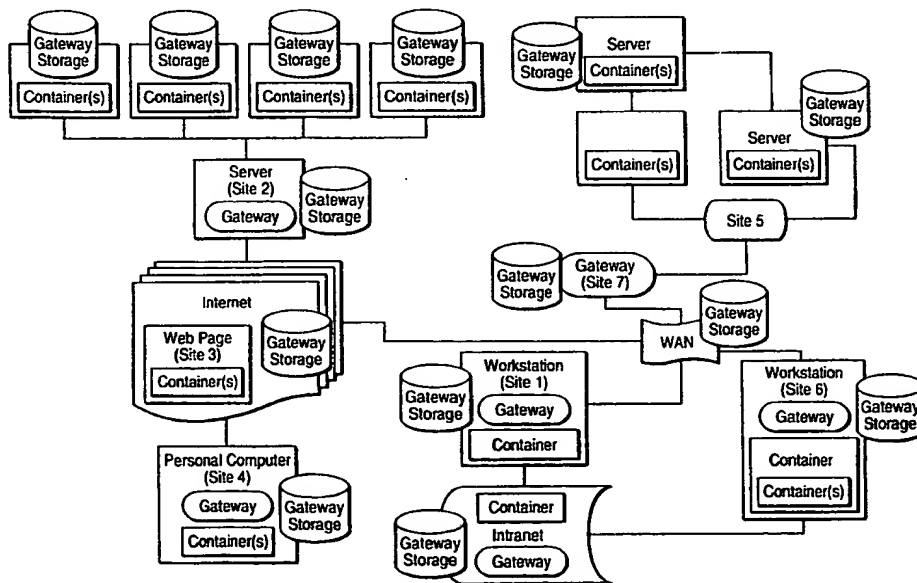 Gateway
Storage
Container(s)
Gateway
Storage
Container(s)
Gateway
Storage
Container(s)
Gateway
Storage
Container(s)
Server
(Site 2)
Gateway
Gateway
Storage
Internet
Web Page
(Site 3)
Container(s)
Gateway
Storage
Personal Computer
(Site 4)
Gateway
Container(s)
Gateway
Storage
Gateway
Storage
Server
Container(s)
Container(s)
Server
Container(s)
Gateway
Storage
Site 5
Gateway
Storage
Gateway
(Site 7)
WAN
Gateway
Storage
Gateway
Storage
Workstation
(Site 1)
Gateway
Container
Workstation
(Site 6)
Gateway
Container
Container(s)
Gateway
Storage
Gateway
Storage
Container
Intranet
Gateway